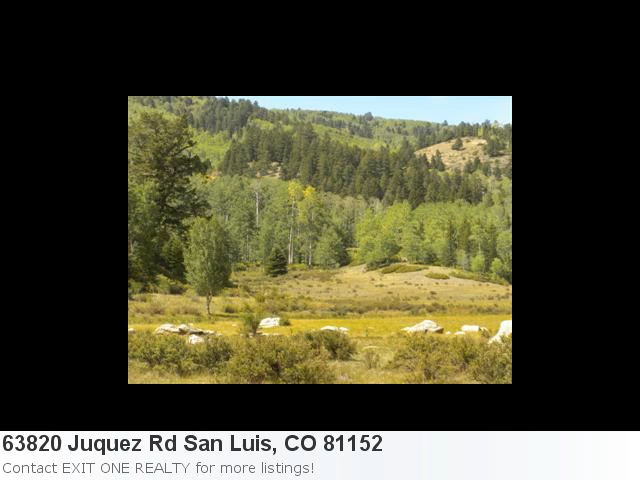 63820 Juquez Rd San Luis, CO 81152
Contact EXIT ONE REALTY for more listings!